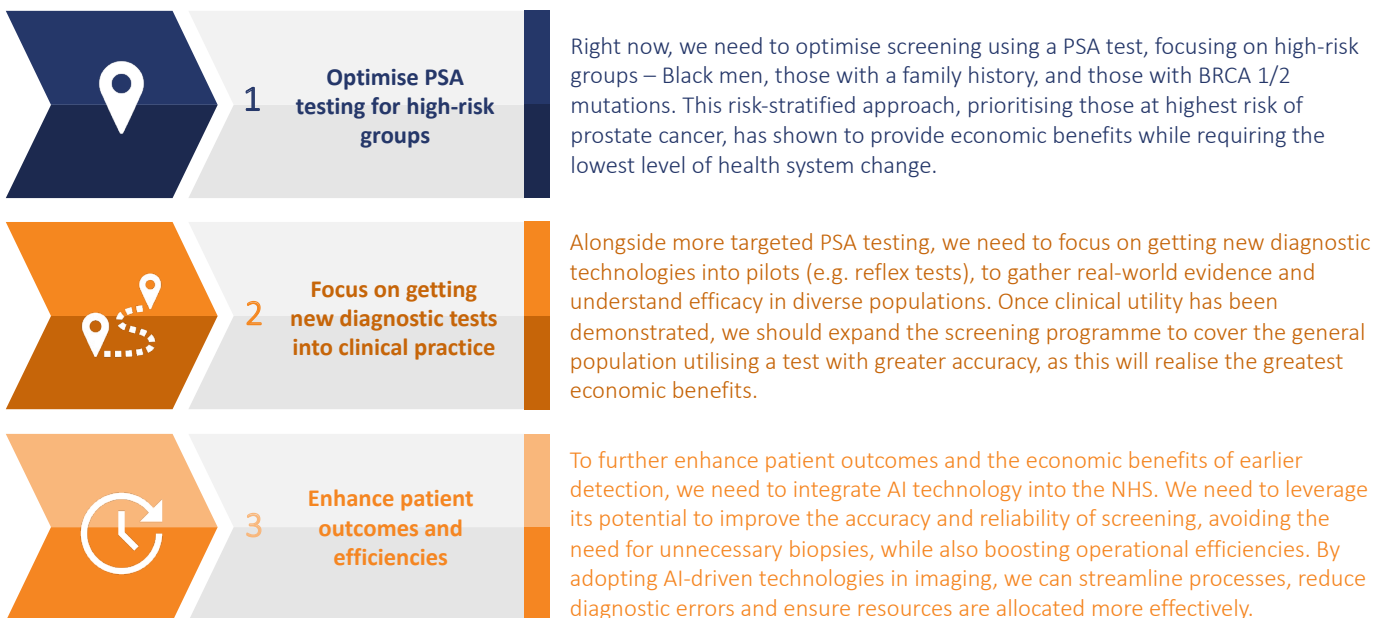 1
Optimise PSA
testing for high-risk
groups
Right now, we need to optimise screening using a PSA test, focusing on high-risk
groups – Black men, those with a family history, and those with BRCA 1/2
mutations. This risk-stratified approach, prioritising those at highest risk of
prostate cancer, has shown to provide economic benefits while requiring the
lowest level of health system change.
2
Focus on getting
new diagnostic tests
into clinical practice
Alongside more targeted PSA testing, we need to focus on getting new diagnostic
technologies into pilots (e.g. reflex tests), to gather real-world evidence and
understand efficacy in diverse populations. Once clinical utility has been
demonstrated, we should expand the screening programme to cover the general
population utilising a test with greater accuracy, as this will realise the greatest
economic benefits.
3
Enhance patient
outcomes and
efficiencies
To further enhance patient outcomes and the economic benefits of earlier
detection, we need to integrate AI technology into the NHS. We need to leverage
its potential to improve the accuracy and reliability of screening, avoiding the
need for unnecessary biopsies, while also boosting operational efficiencies. By
adopting AI-driven technologies in imaging, we can streamline processes, reduce
diagnostic errors and ensure resources are allocated more effectively.